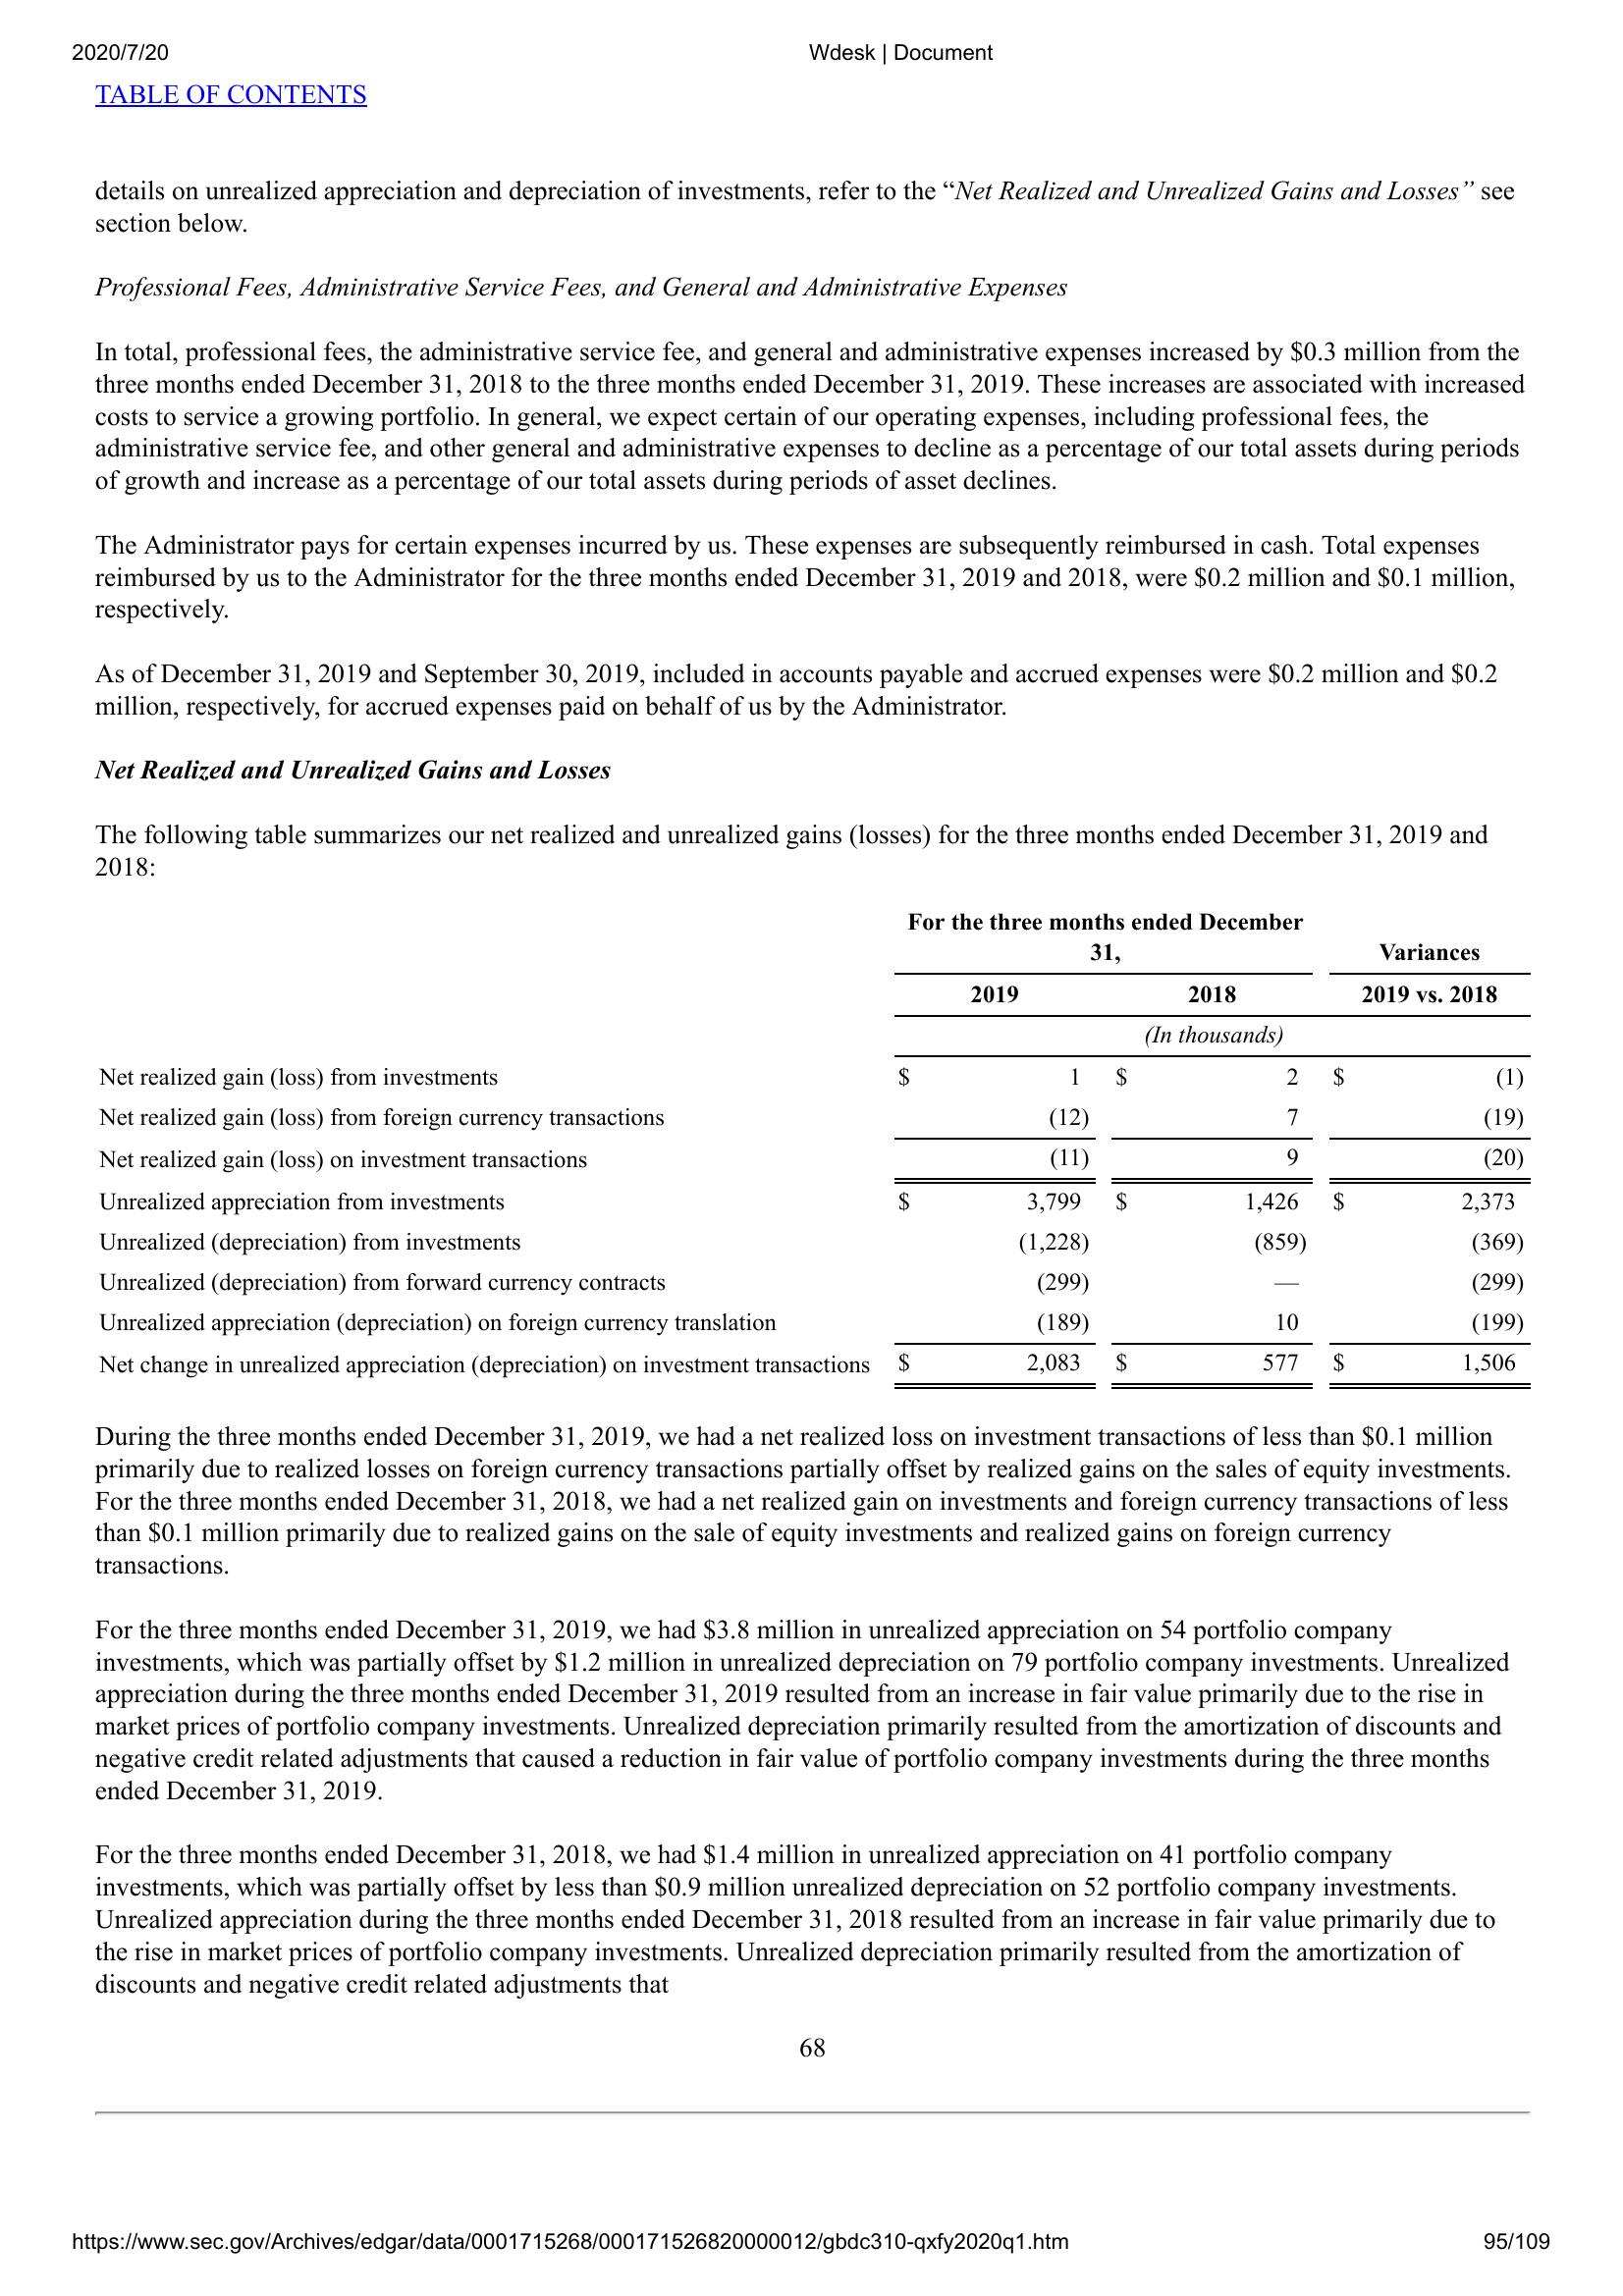 2020/7/20 Wdesk | Document
TABLE OF CONTENTS
details on unrealized appreciation and depreciation of investments, refer to the “Net Realized and Unrealized Gains and Losses” see
section below.
Professional Fees, Administrative Service Fees, and General and Administrative Expenses
In total, professional fees, the administrative service fee, and general and administrative expenses increased by $0.3 million from the
three months ended December 31, 2018 to the three months ended December 31, 2019. These increases are associated with increased
costs to service a growing portfolio. In general, we expect certain of our operating expenses, including professional fees, the
administrative service fee, and other general and administrative expenses to decline as a percentage of our total assets during periods
of growth and increase as a percentage of our total assets during periods of asset declines.
The Administrator pays for certain expenses incurred by us. These expenses are subsequently reimbursed in cash. Total expenses
reimbursed by us to the Administrator for the three months ended December 31, 2019 and 2018, were $0.2 million and $0.1 million,
respectively.
As of December 31, 2019 and September 30, 2019, included in accounts payable and accrued expenses were $0.2 million and $0.2
million, respectively, for accrued expenses paid on behalf of us by the Administrator.
Net Realized and Unrealized Gains and Losses
The following table summarizes our net realized and unrealized gains (losses) for the three months ended December 31, 2019 and
2018:
For the three months ended December
31, Variances
2019 2018 2019 vs. 2018
(In thousands)
Net realized gain (loss) from investments $ 1 $ 2 $ (1)
Net realized gain (loss) from foreign currency transactions (12) 7 (19)
Net realized gain (loss) on investment transactions (11) 9 (20)
Unrealized appreciation from investments $ 3,799 $ 1,426 $ 2,373
Unrealized (depreciation) from investments (1,228) (859) (369)
Unrealized (depreciation) from forward currency contracts (299) — (299)
Unrealized appreciation (depreciation) on foreign currency translation (189) 10 (199)
Net change in unrealized appreciation (depreciation) on investment transactions $ 2,083 $ 577 $ 1,506
During the three months ended December 31, 2019, we had a net realized loss on investment transactions of less than $0.1 million
primarily due to realized losses on foreign currency transactions partially offset by realized gains on the sales of equity investments.
For the three months ended December 31, 2018, we had a net realized gain on investments and foreign currency transactions of less
than $0.1 million primarily due to realized gains on the sale of equity investments and realized gains on foreign currency
transactions.
For the three months ended December 31, 2019, we had $3.8 million in unrealized appreciation on 54 portfolio company
investments, which was partially offset by $1.2 million in unrealized depreciation on 79 portfolio company investments. Unrealized
appreciation during the three months ended December 31, 2019 resulted from an increase in fair value primarily due to the rise in
market prices of portfolio company investments. Unrealized depreciation primarily resulted from the amortization of discounts and
negative credit related adjustments that caused a reduction in fair value of portfolio company investments during the three months
ended December 31, 2019.
For the three months ended December 31, 2018, we had $1.4 million in unrealized appreciation on 41 portfolio company
investments, which was partially offset by less than $0.9 million unrealized depreciation on 52 portfolio company investments.
Unrealized appreciation during the three months ended December 31, 2018 resulted from an increase in fair value primarily due to
the rise in market prices of portfolio company investments. Unrealized depreciation primarily resulted from the amortization of
discounts and negative credit related adjustments that
68
https://www.sec.gov/Archives/edgar/data/0001715268/000171526820000012/gbdc310-qxfy2020q1.htm 95/109